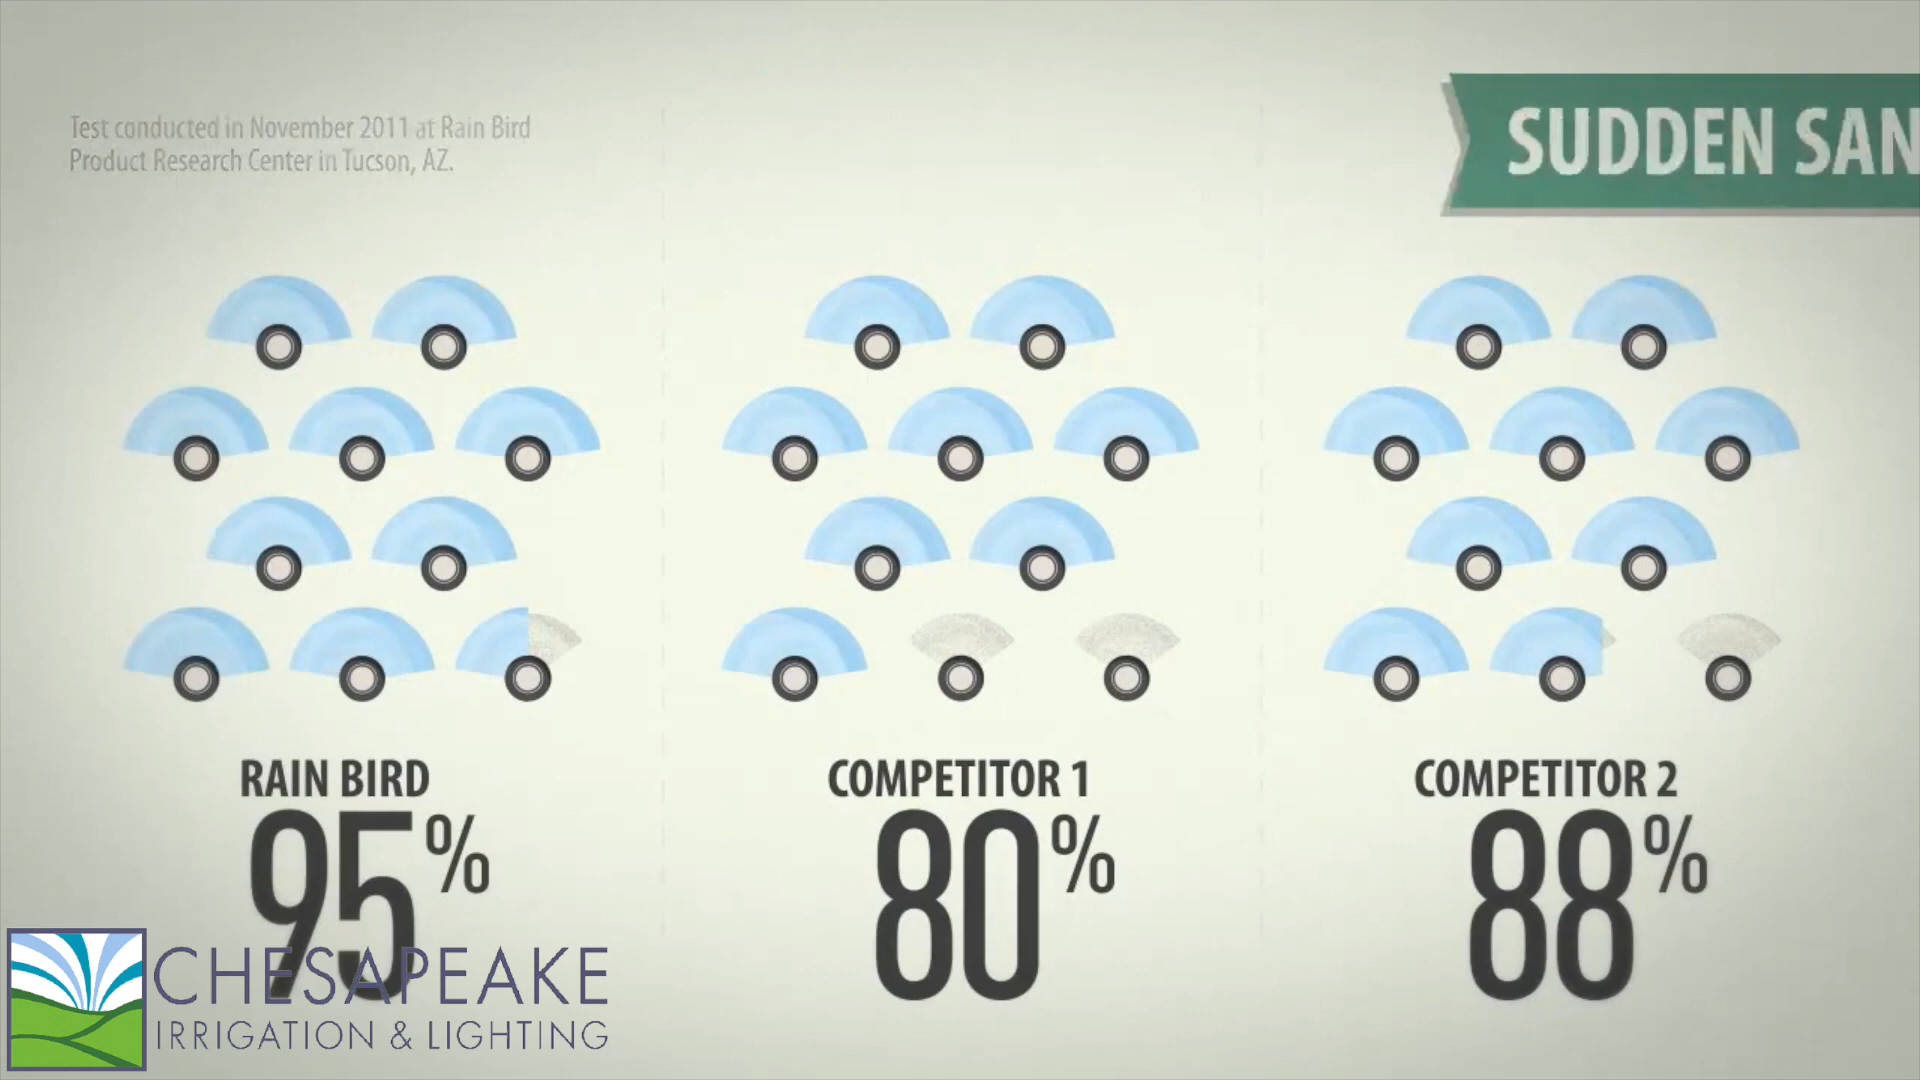 Test conducted in November 2011 at Rain Bird
Product Research Center in Tucson, AZ.
SUDDEN SAN
RAIN BIRD
95%
COMPETITOR 1
80%
COMPETITOR 2
88%
CHESAPEAKE
IRRIGATION & LIGHTING